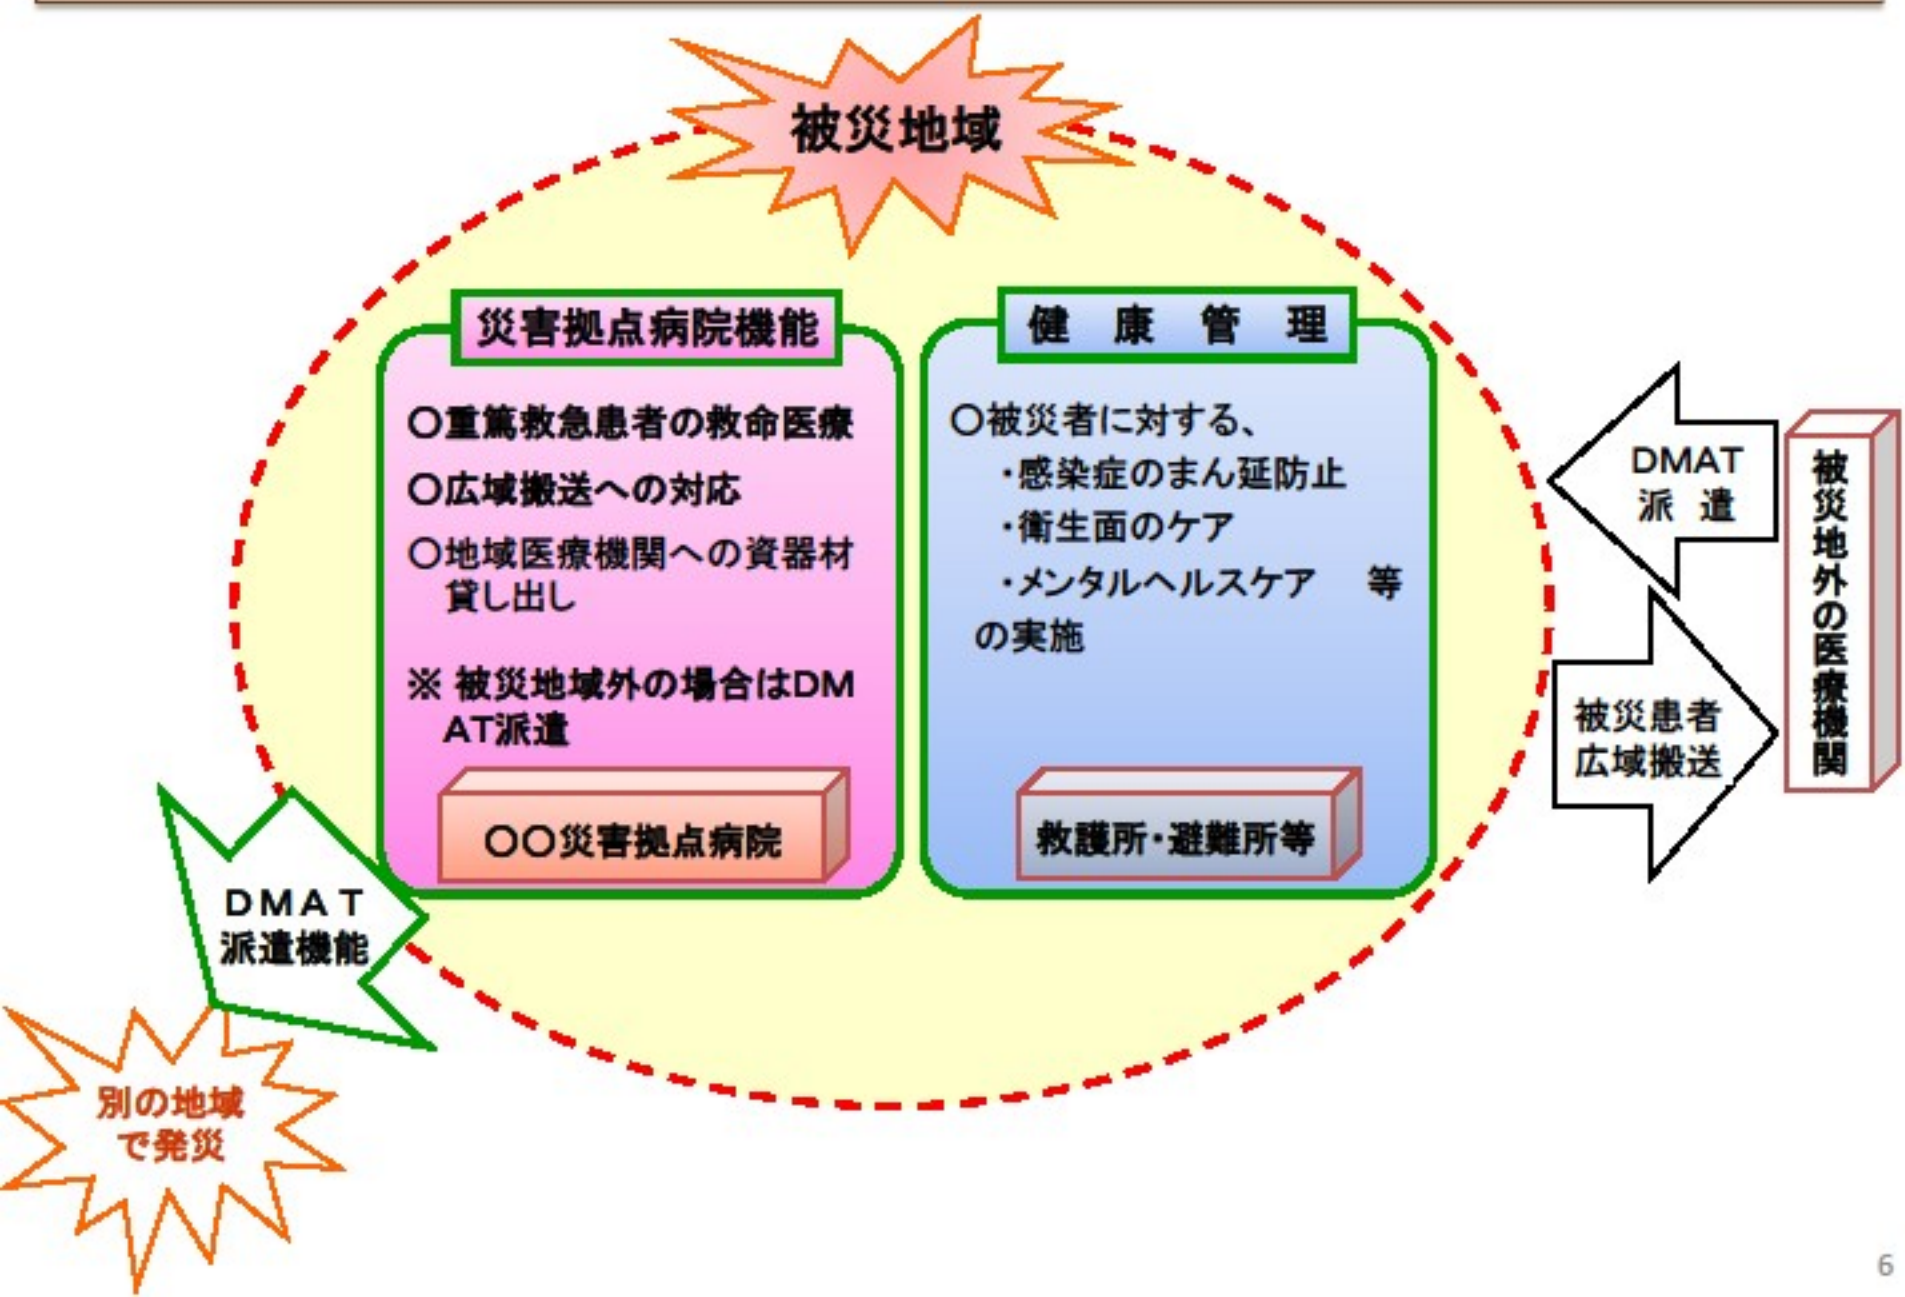 被災地域
災害拠点病院機能
○重篤救急患者の救命医療
○広域搬送への対応
○地域医療機関への資器材
貸し出し
※ 被災地域外の場合はDM
AT派遣
○○災害拠点病院
健 康 管 理
○被災者に対する、
・感染症のまん延防止
・衛生面のケア
・メンタルヘルスケア 等
の実施
救護所・避難所等
DMAT
派 遣
被災患者
広域搬送
被災地外の医療機関
DMAT
派遣機能
別の地域
で発災
6